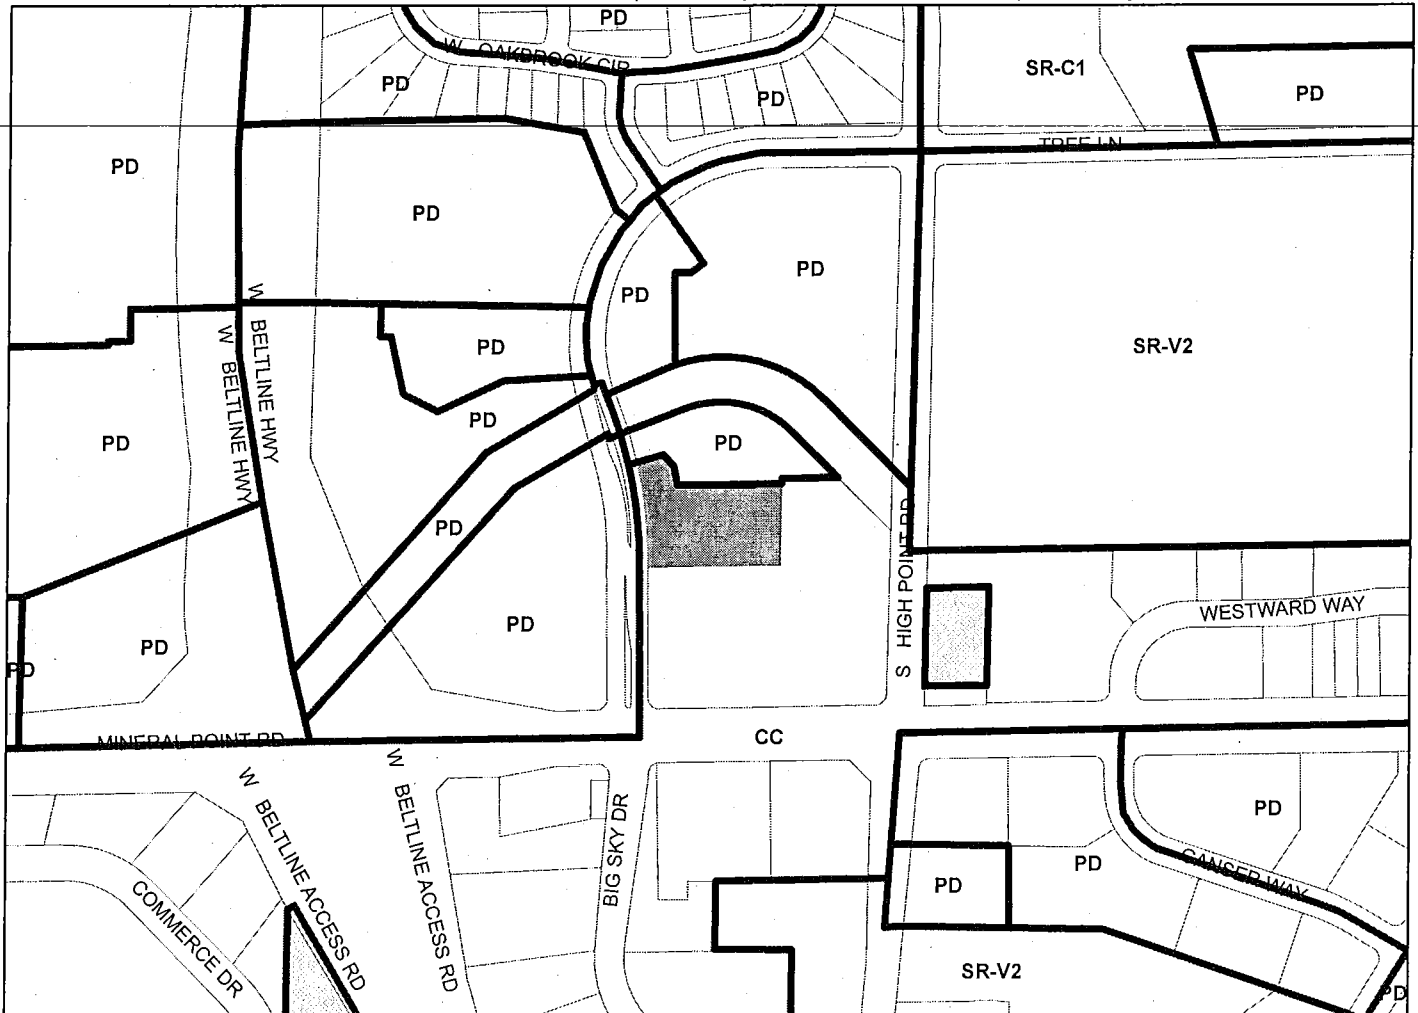 PD
W OAKBROOK CIR
SR-C1
PD
PD
PD
TREE LN
PD
PD
PD
PD
W BELTLINE HWY
W BELTLINE HWY
PD
SR-V2
PD
PD
PD
PD
S HIGH POINT RD
WESTWARD WAY
PD
PD
PD
MINERAL POINT RD
CC
W BELTLINE ACCESS RD
W BELTLINE ACCESS RD
BIG SKY DR
PD
PD
GANSER WAY
PD
COMMERCE DR
SR-V2
PD